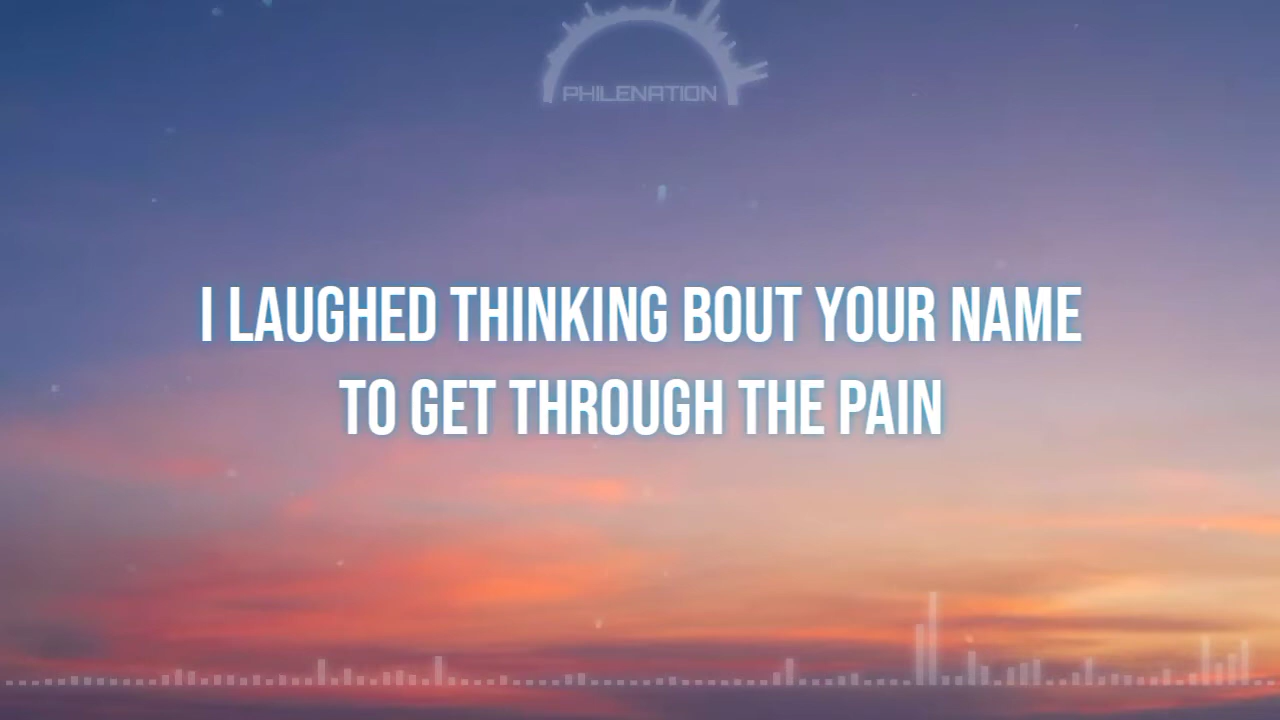 PHILENATION
I LAUGHED THINKING BOUT YOUR NAME
TO GET THROUGH THE PAIN